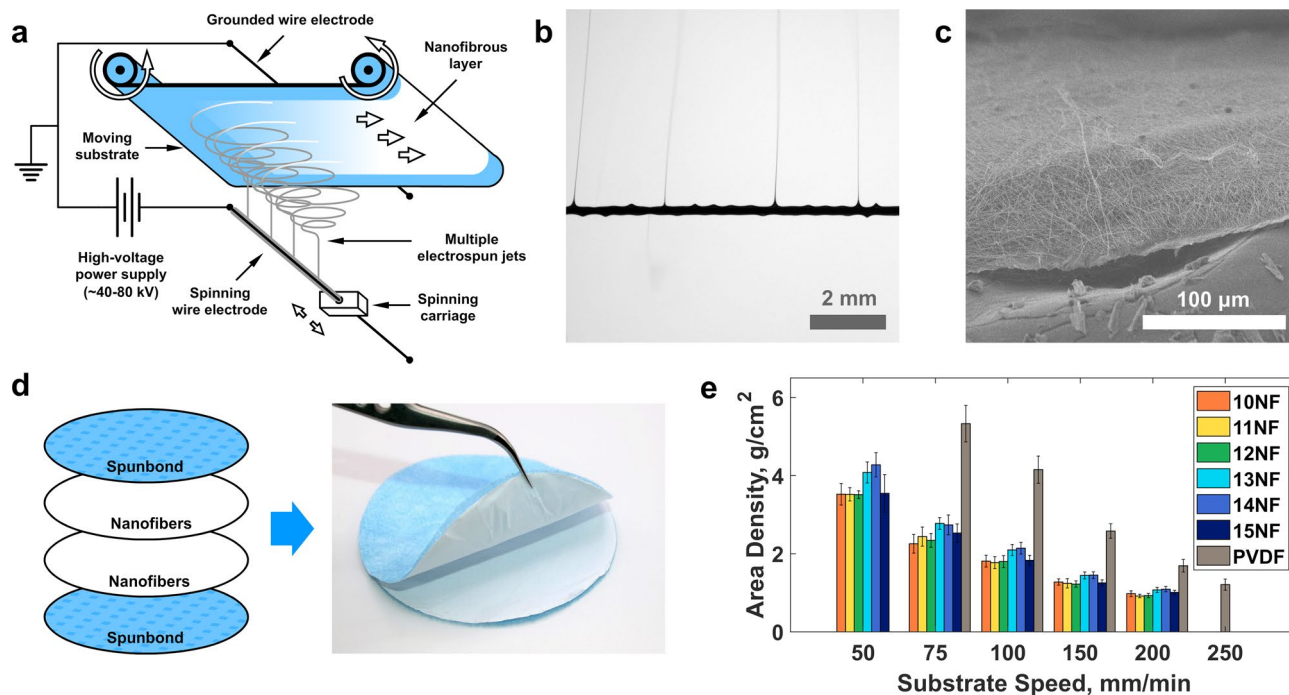 a
Grounded wire electrode
Nanofibrous
layer
Moving
substrate
High-voltage
power supply
(~40-80 kV)
Spinning
wire electrode
Multiple
electrospun jets
Spinning
carriage
b
2 mm
c
100 µm
d
Spunbond
Nanofibers
Nanofibers
Spunbond
e
Area Density, g/cm²
6
4
2
0
10NF
11NF
12NF
13NF
14NF
15NF
PVDF
50 75 100 150 200 250
Substrate Speed, mm/min